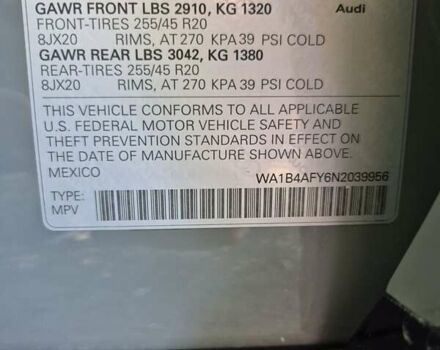 GAWR FRONT LBS 2910, KG 1320 Audi
FRONT-TIRES 255/45 R20
8JX20 RIMS, AT 270 KPA 39 PSI COLD
GAWR REAR LBS 3042, KG 1380
REAR-TIRES 255/45 R20
8JX20 RIMS, AT 270 KPA 39 PSI COLD
THIS VEHICLE CONFORMS TO ALL APPLICABLE
U.S. FEDERAL MOTOR VEHICLE SAFETY AND
THEFT PREVENTION STANDARDS IN EFFECT ON
THE DATE OF MANUFACTURE SHOWN ABOVE.
MEXICO WA1B4AFY6N2039956
TYPE:
MPV